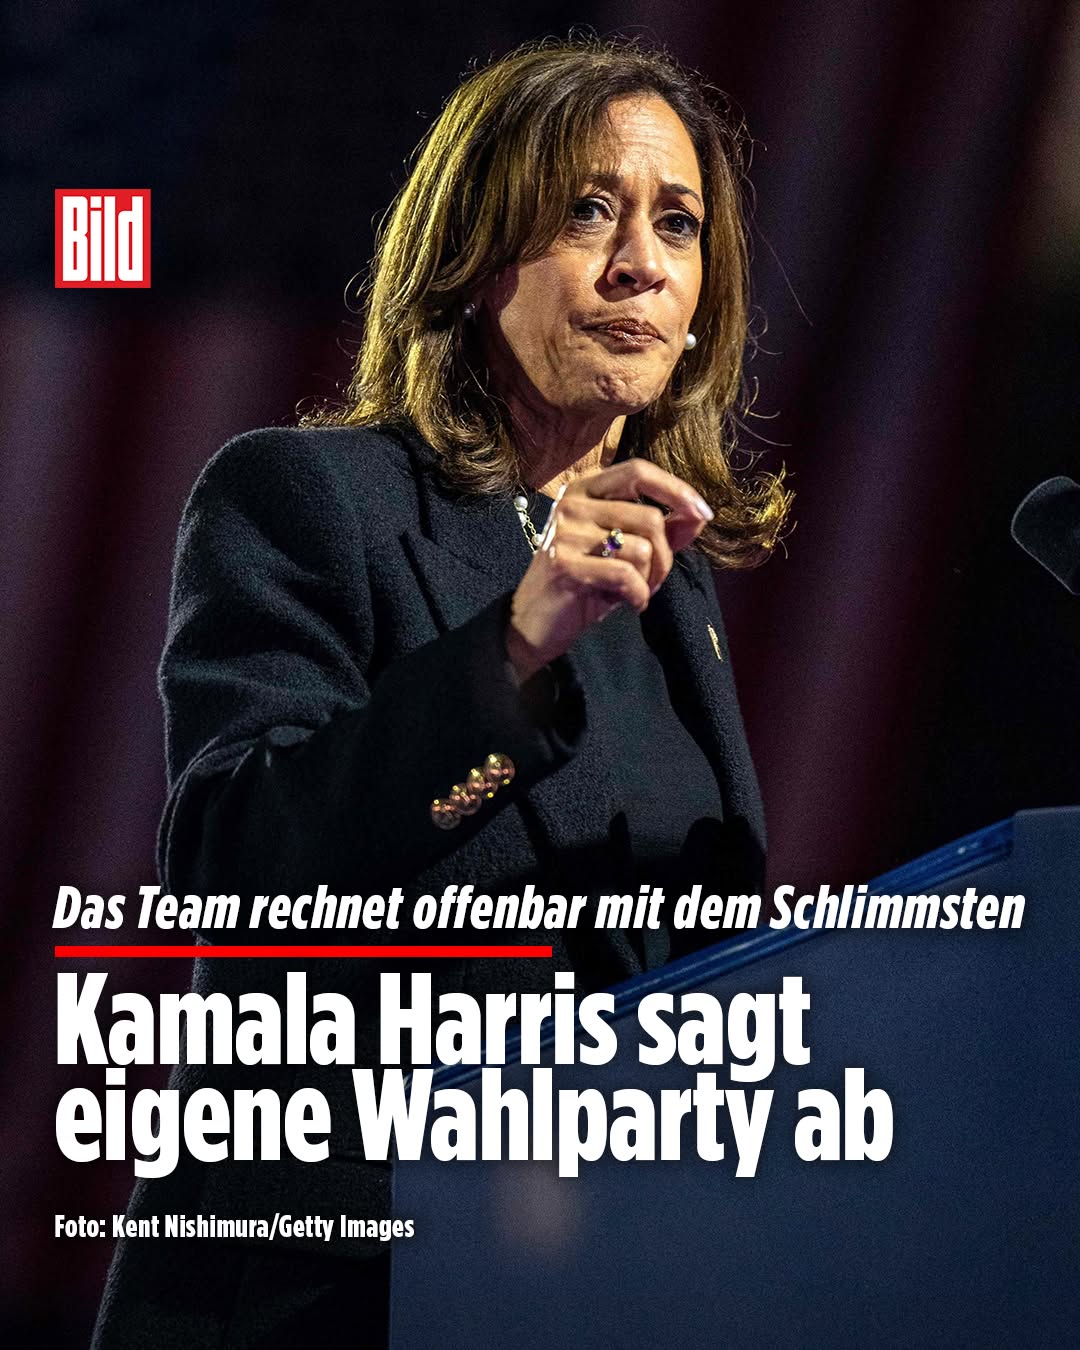 Bild
Das Team rechnet offenbar mit dem Schlimmsten
Kamala Harris sagt
eigene Wahlparty ab
Foto: Kent Nishimura/Getty Images